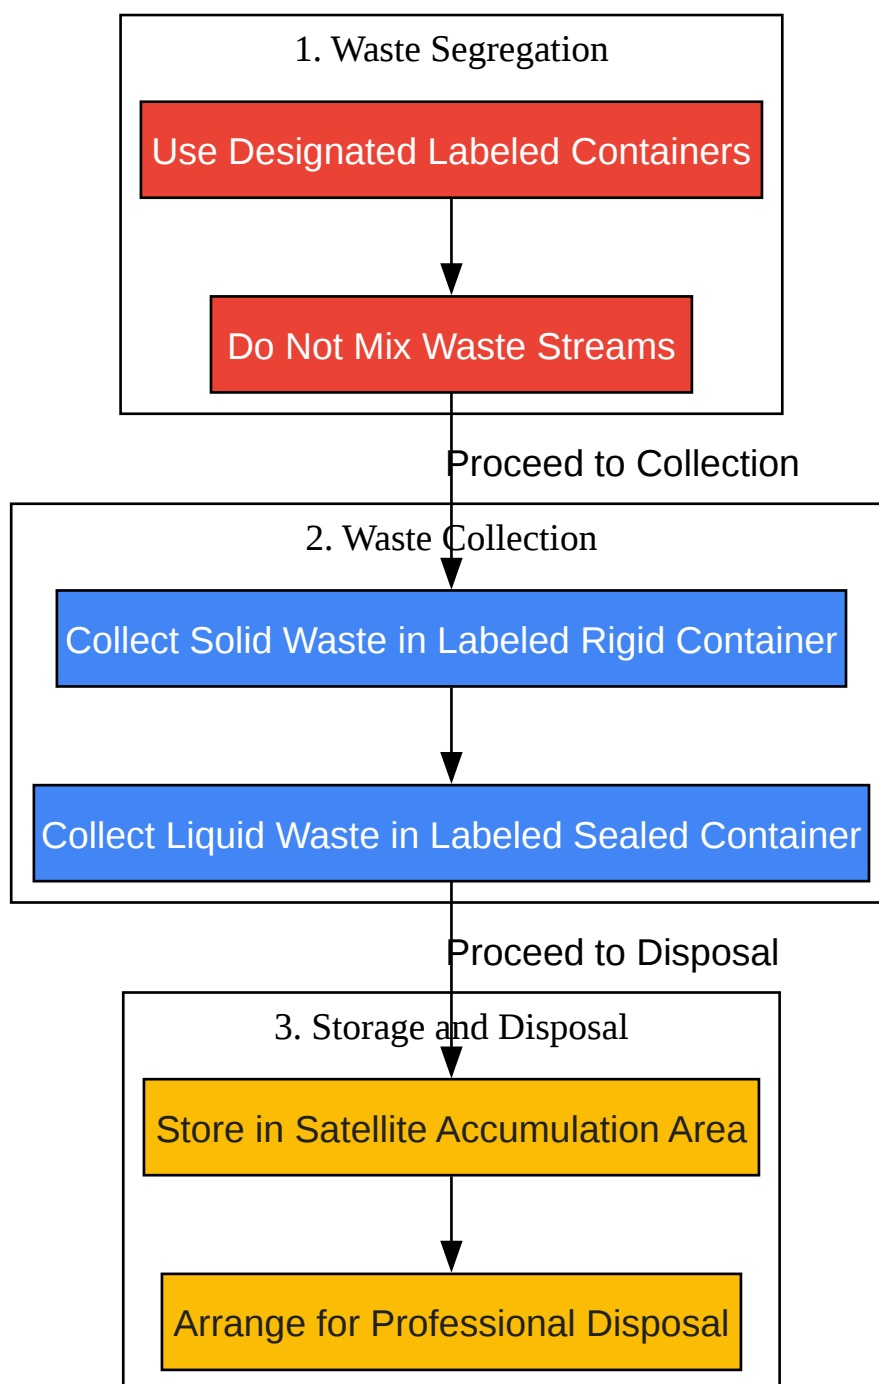 1. Waste Segregation
Use Designated Labeled Containers
Do Not Mix Waste Streams
Proceed to Collection
2. Waste Collection
Collect Solid Waste in Labeled Rigid Container
Collect Liquid Waste in Labeled Sealed Container
Proceed to Disposal
3. Storage and Disposal
Store in Satellite Accumulation Area
Arrange for Professional Disposal